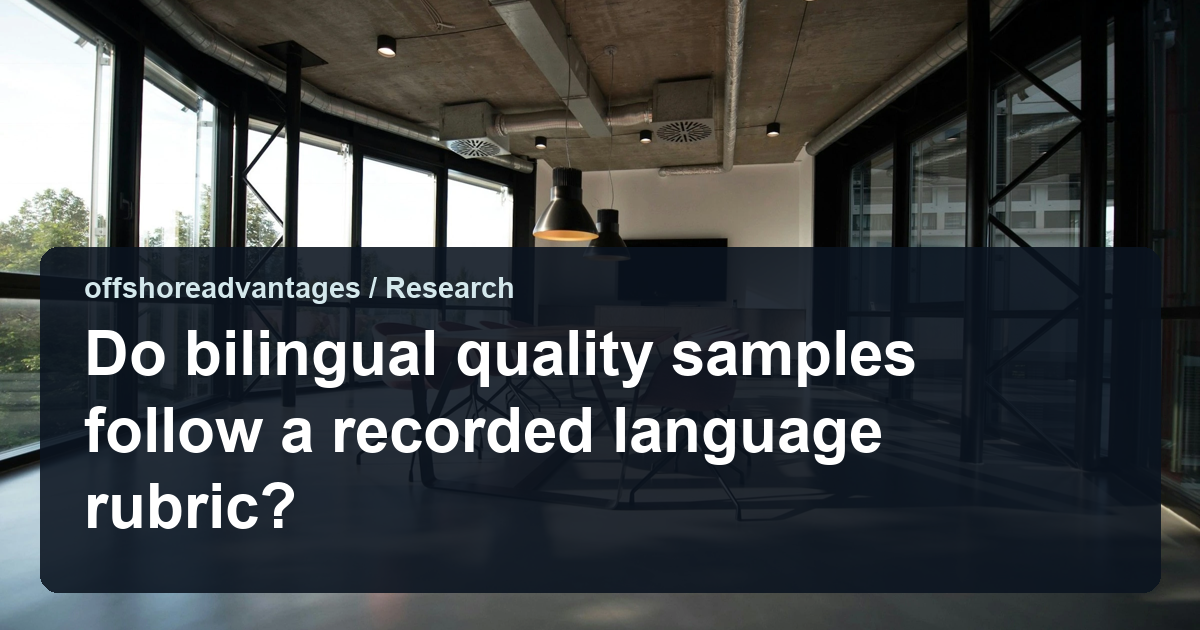 offshoreadvantages / Research
Do bilingual quality samples
follow a recorded language
rubric?